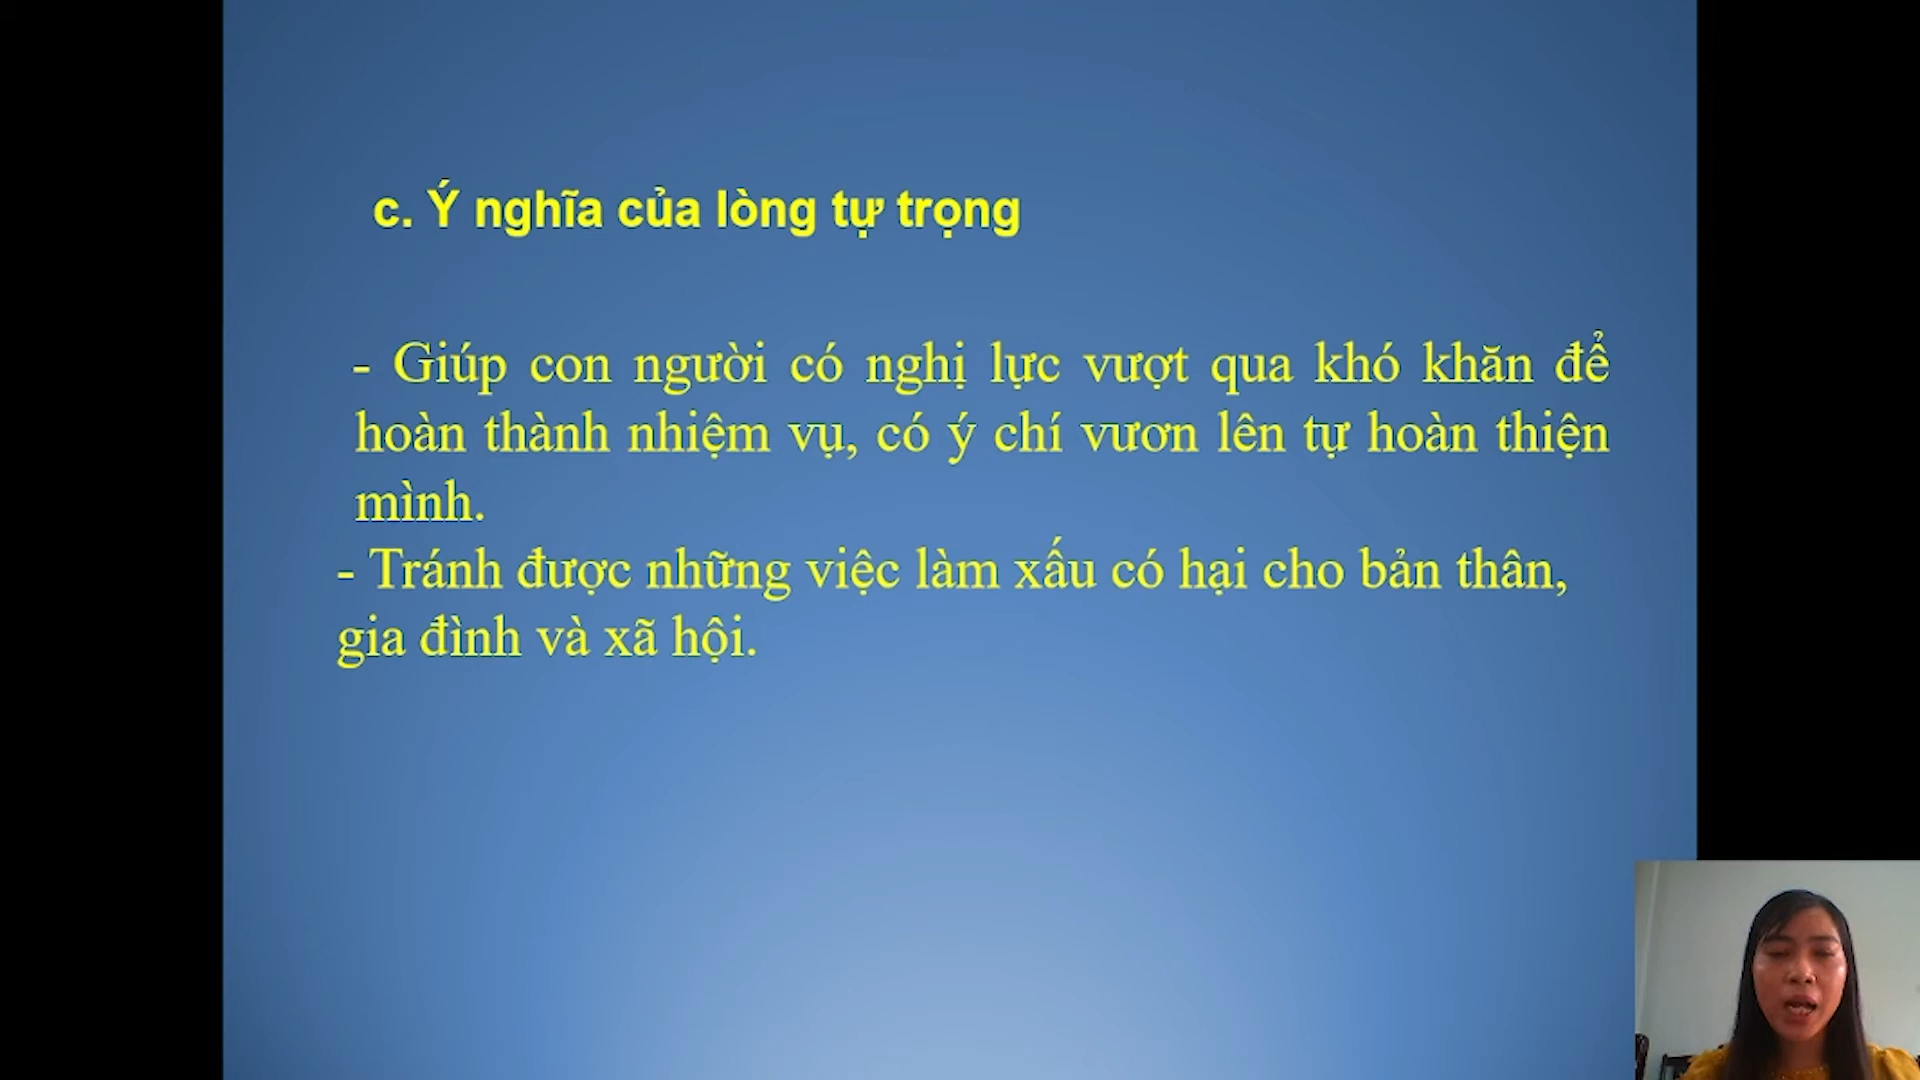 c. Ý nghĩa của lòng tự trọng
- Giúp con người có nghị lực vượt qua khó khăn để
hoàn thành nhiệm vụ, có ý chí vươn lên tự hoàn thiện
mình.
- Tránh được những việc làm xấu có hại cho bản thân,
gia đình và xã hội.